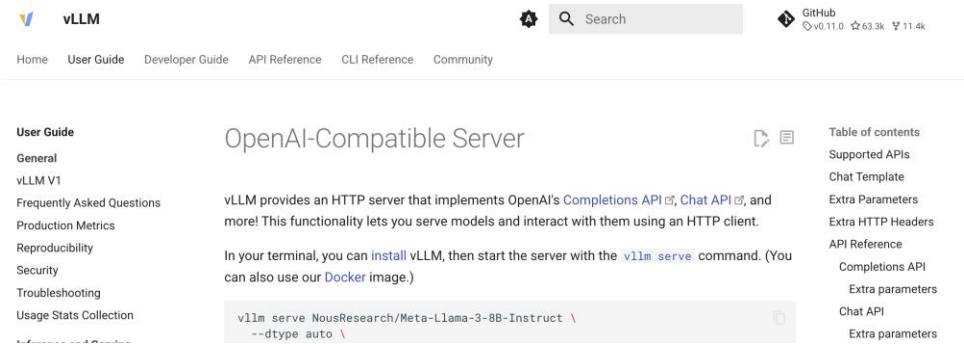 vLLM
Search
GitHub
v0.11.0 63.3k 11.4k
Home User Guide Developer Guide API Reference CLI Reference Community
User Guide
General
vLLM V1
Frequently Asked Questions
Production Metrics
Reproducibility
Security
Troubleshooting
Usage Stats Collection
Inference and Serving
OpenAI-Compatible Server
vLLM provides an HTTP server that implements OpenAI's Completions API, Chat API, and
more! This functionality lets you serve models and interact with them using an HTTP client.
In your terminal, you can install vLLM, then start the server with the vllm serve command. (You
can also use our Docker image.)
vllm serve NousResearch/Meta-Llama-3-8B-Instruct \
--dtype auto \
Table of contents
Supported APIs
Chat Template
Extra Parameters
Extra HTTP Headers
API Reference
Completions API
Extra parameters
Chat API
Extra parameters